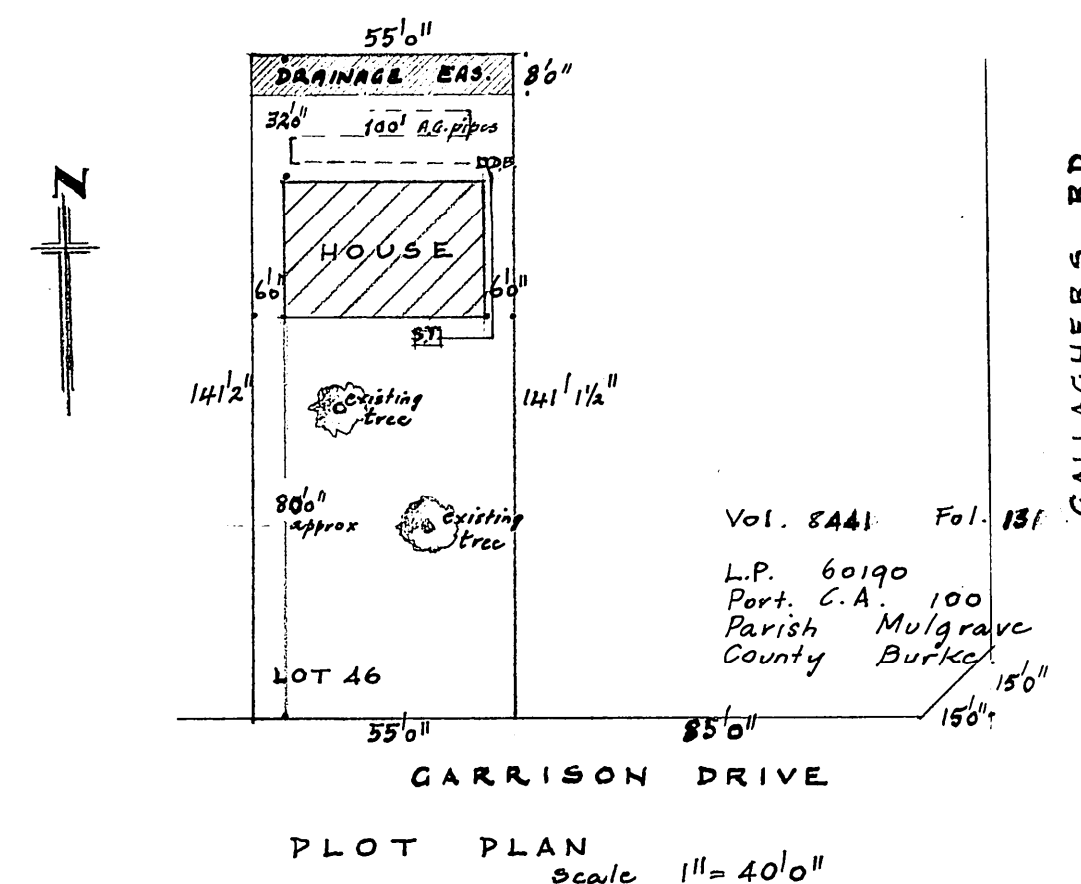 55'0"
DRAINAGE EAS. 8'0"
32'0"
100' A.G. pipes
D.D.B.
N
HOUSE
6'0" 6'0"
S.T.
141'2" 141'1½"
existing
tree
80'0"
approx
existing
tree
GALLAGHERS RD
Vol. 8441 Fol. 131
L.P. 60190
Port. C.A. 100
Parish Mulgrave
County Burke
LOT 46
15'0"
15'0"
55'0" 85'0"
GARRISON DRIVE
PLOT PLAN
Scale 1"= 40'0"